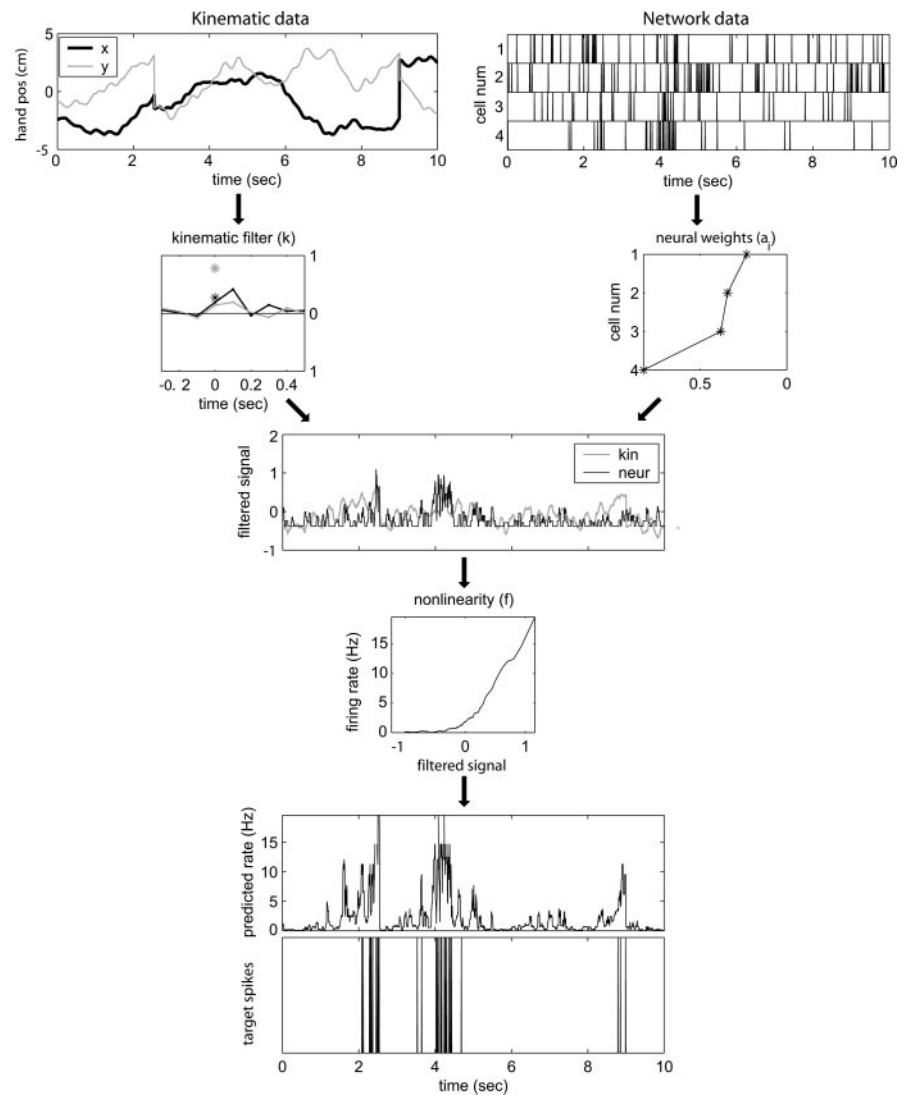 Kinematic data
Network data
x
y
hand pos (cm)
5
0
-5
0 2 4 6 8 10
time (sec)
cell num
1
2
3
4
0 2 4 6 8 10
time (sec)
kinematic filter (k)
1
0
1
-0. 2 0 0.2 0.4
time (sec)
neural weights (aj)
cell num
1
2
3
4
0.5 0
filtered signal
2
1
0
-1
kin
neur
nonlinearity (f)
firing rate (Hz)
15
10
5
0
-1 0 1
filtered signal
predicted rate (Hz)
15
10
5
0
target spikes
0 2 4 6 8 10
time (sec)